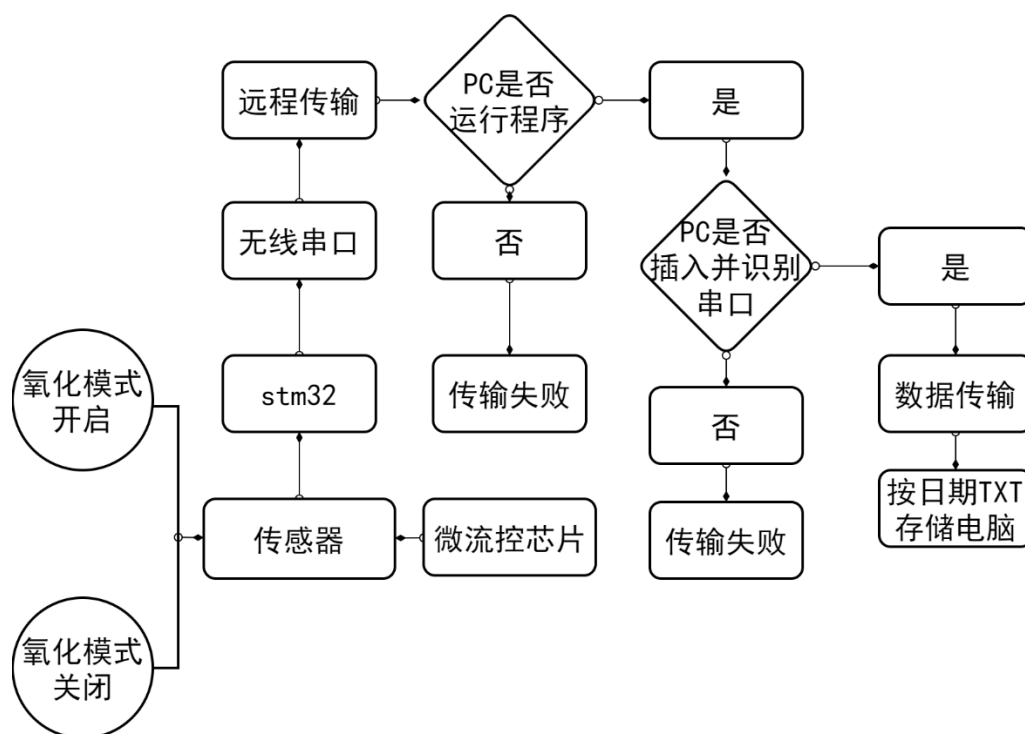 远程传输
PC是否
运行程序
是
无线串口
否
PC是否
插入并识别
串口
是
氧化模式
开启
stm32
传输失败
否
数据传输
传感器
微流控芯片
传输失败
按日期TXT
存储电脑
氧化模式
关闭